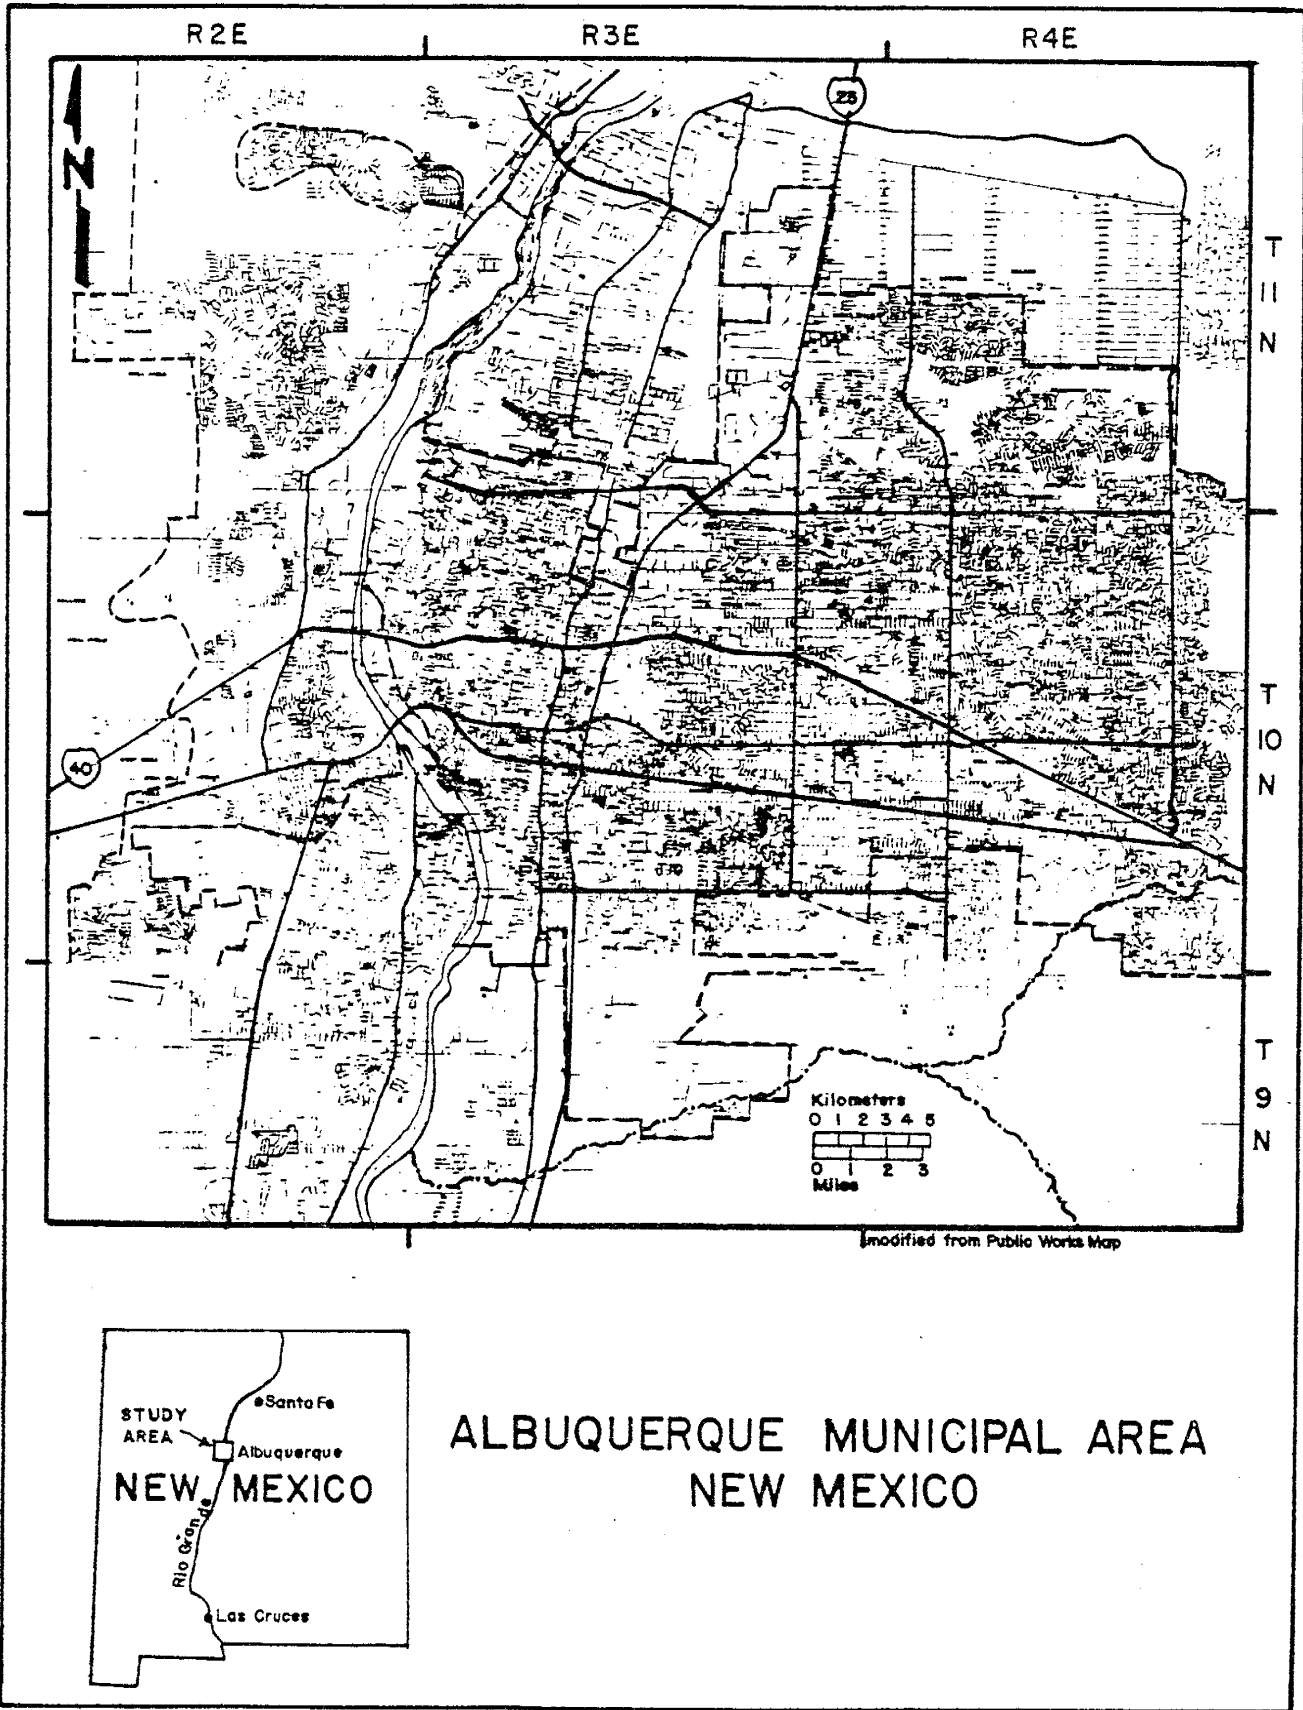 R2E R3E R4E
N
25
T
11
N
T
10
N
40
T
9
N
Kilometers
0 1 2 3 4 5
0 1 2 3
Miles
modified from Public Works Map
Santa Fe
STUDY
AREA
Albuquerque
NEW MEXICO
Rio Grande
Las Cruces
ALBUQUERQUE MUNICIPAL AREA
NEW MEXICO